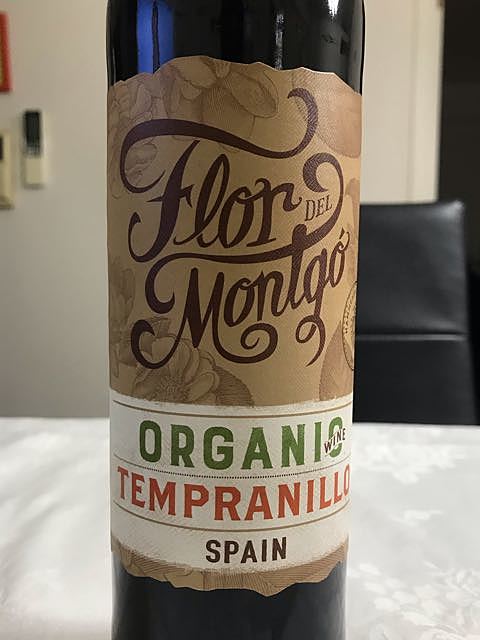 Flor DEL
Montgó
ORGANIC
WINE
TEMPRANILLO
SPAIN